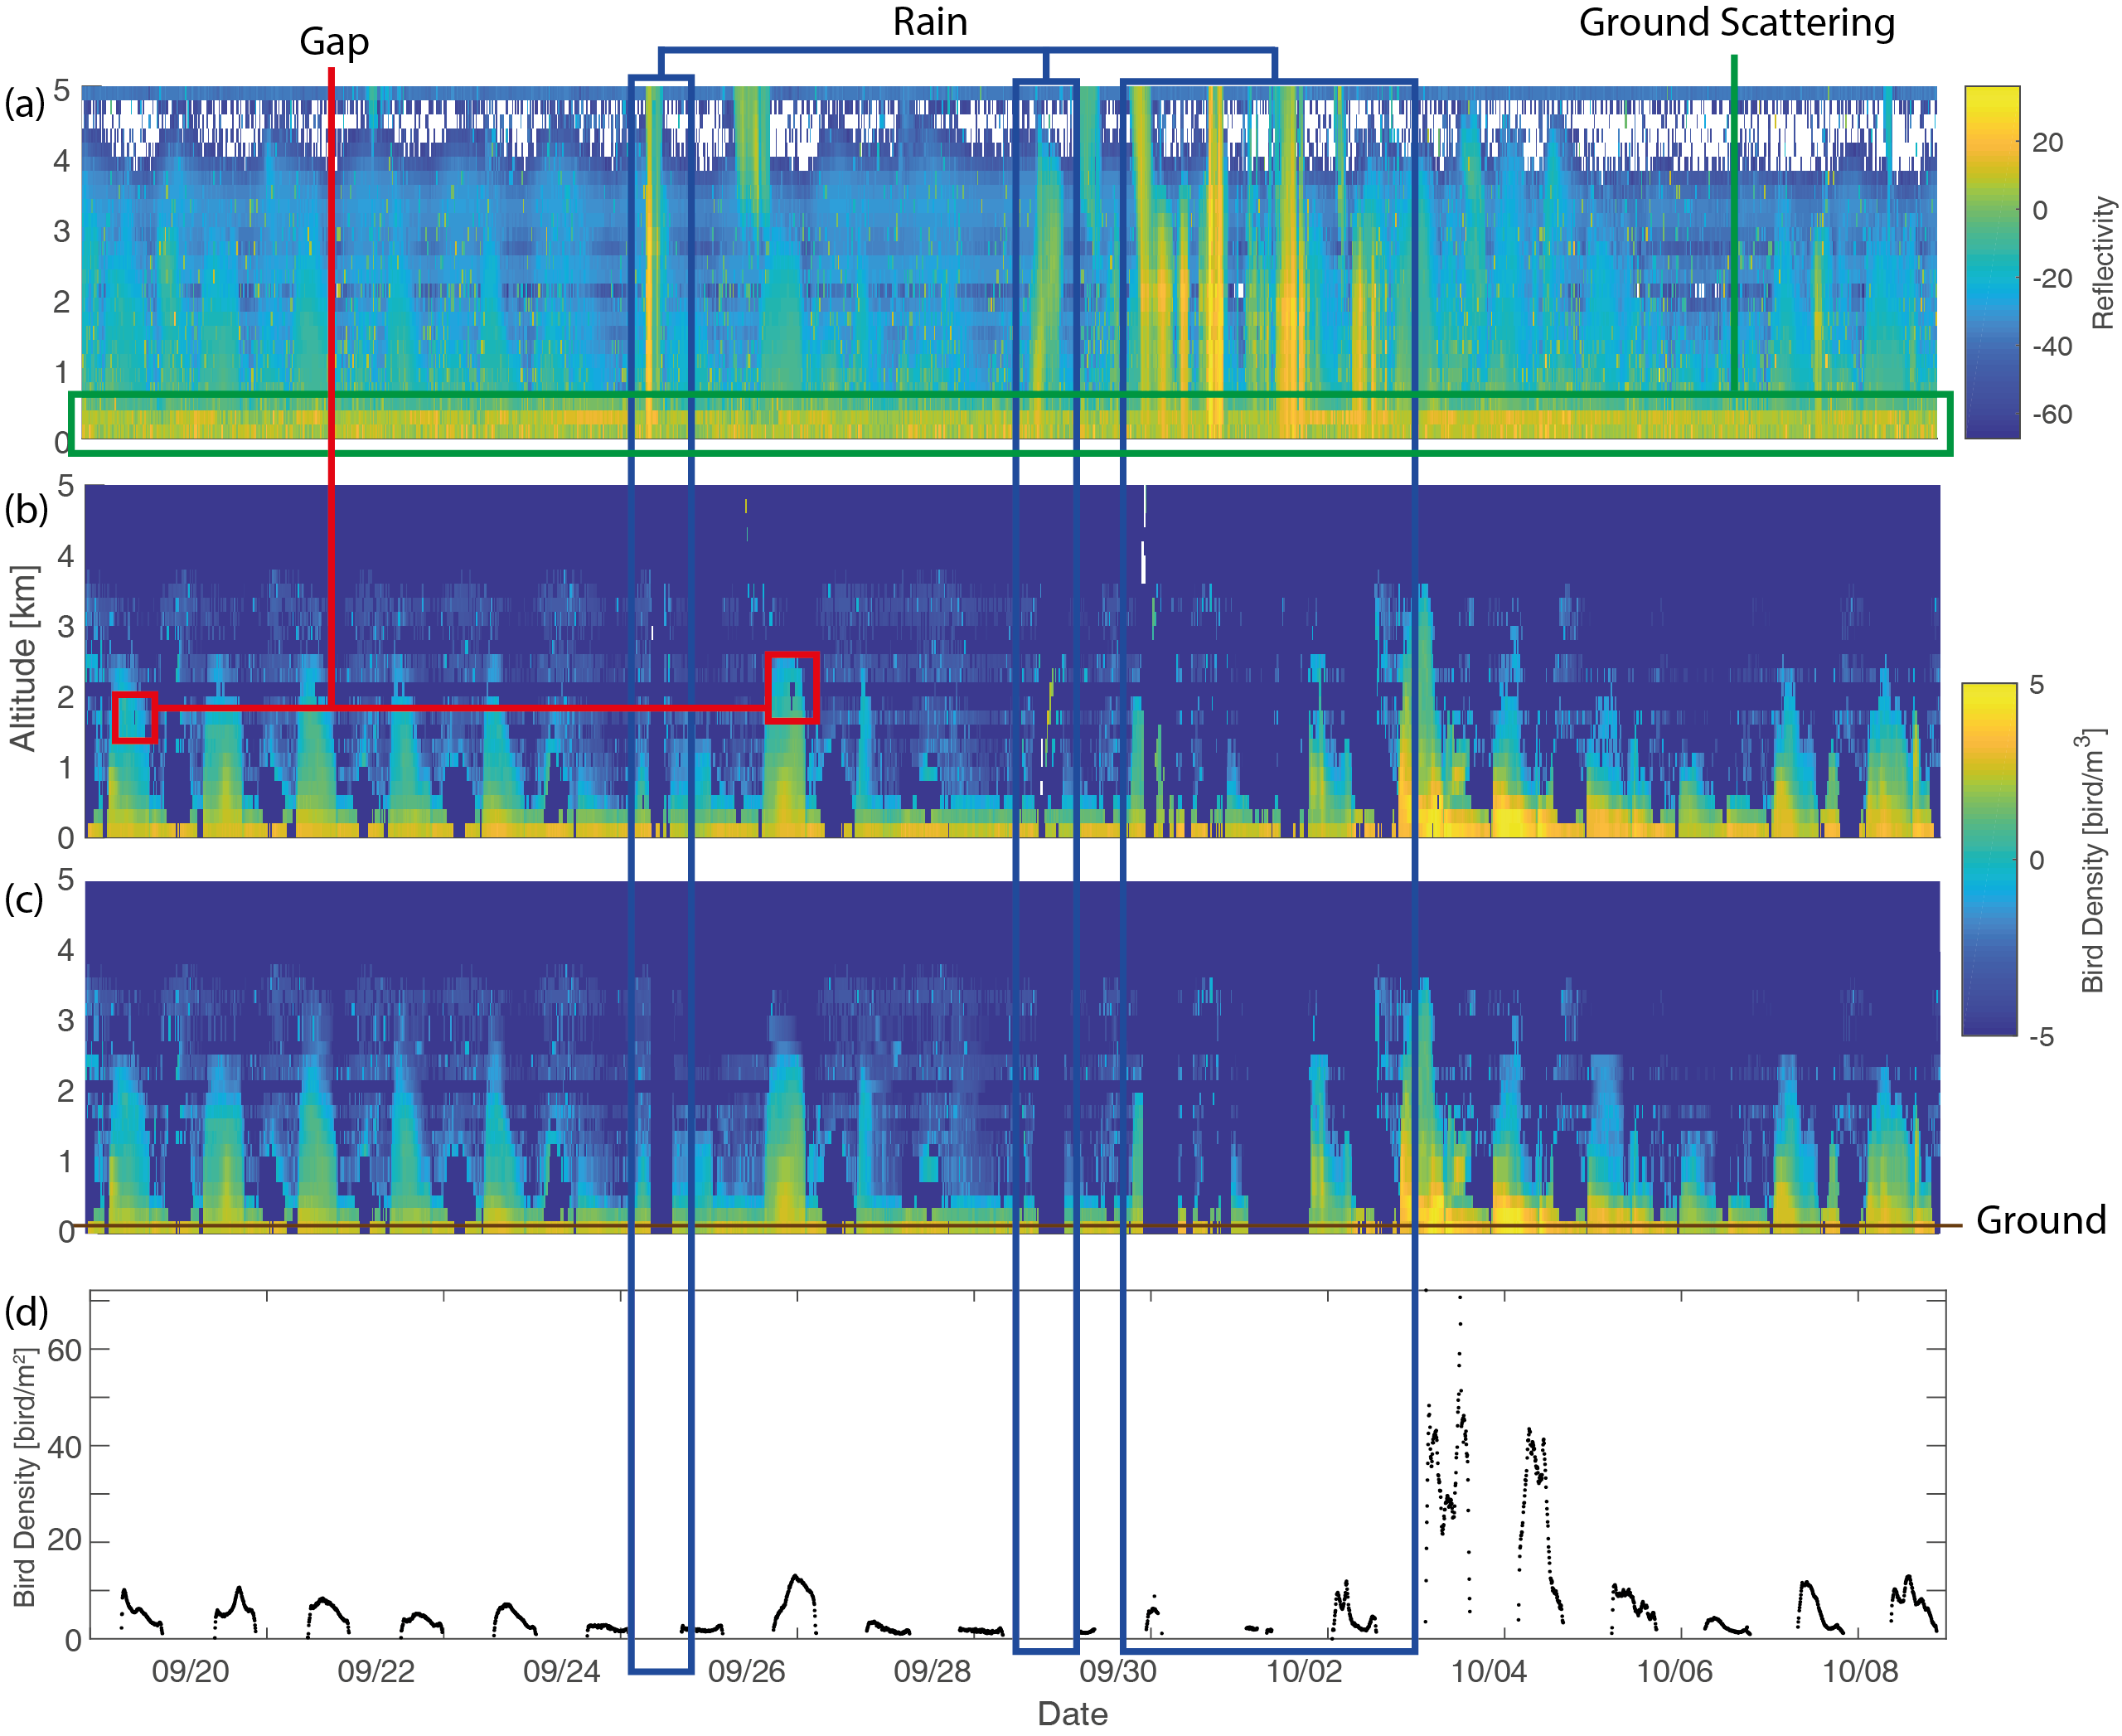 Gap
Rain
Ground Scattering
(a)
5
4
3
2
1
0
20
0
-20
-40
-60
Reflectivity
(b)
5
4
3
2
1
0
Altitude [km]
5
0
-5
Bird Density [bird/m³]
(c)
5
4
3
2
1
0
Ground
(d)
60
40
20
0
Bird Density [bird/m²]
09/20 09/22 09/24 09/26 09/28 09/30 10/02 10/04 10/06 10/08
Date